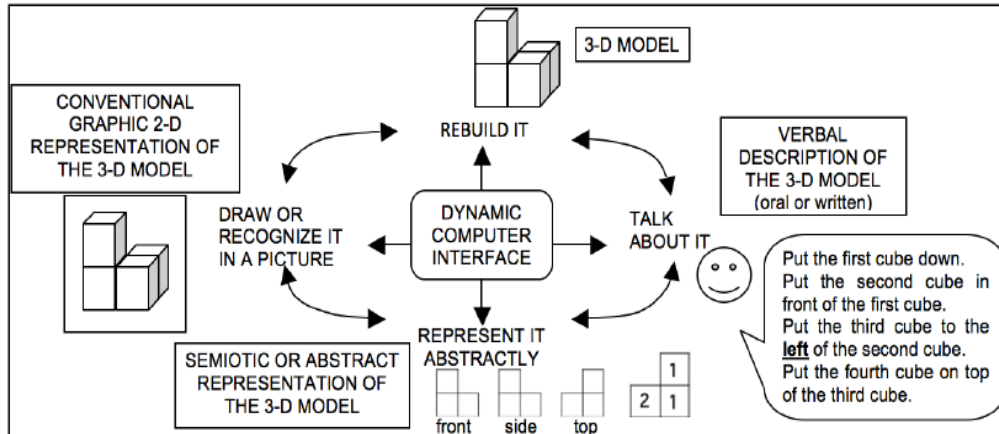 3-D MODEL
CONVENTIONAL
GRAPHIC 2-D
REPRESENTATION OF
THE 3-D MODEL
REBUILD IT
VERBAL
DESCRIPTION OF
THE 3-D MODEL
(oral or written)
DRAW OR
RECOGNIZE IT
IN A PICTURE
DYNAMIC
COMPUTER
INTERFACE
TALK
ABOUT IT
Put the first cube down.
Put the second cube in
front of the first cube.
Put the third cube to the
left of the second cube.
Put the fourth cube on top
of the third cube.
REPRESENT IT
ABSTRACTLY
SEMIOTIC OR ABSTRACT
REPRESENTATION OF
THE 3-D MODEL
1
2 1
front side top